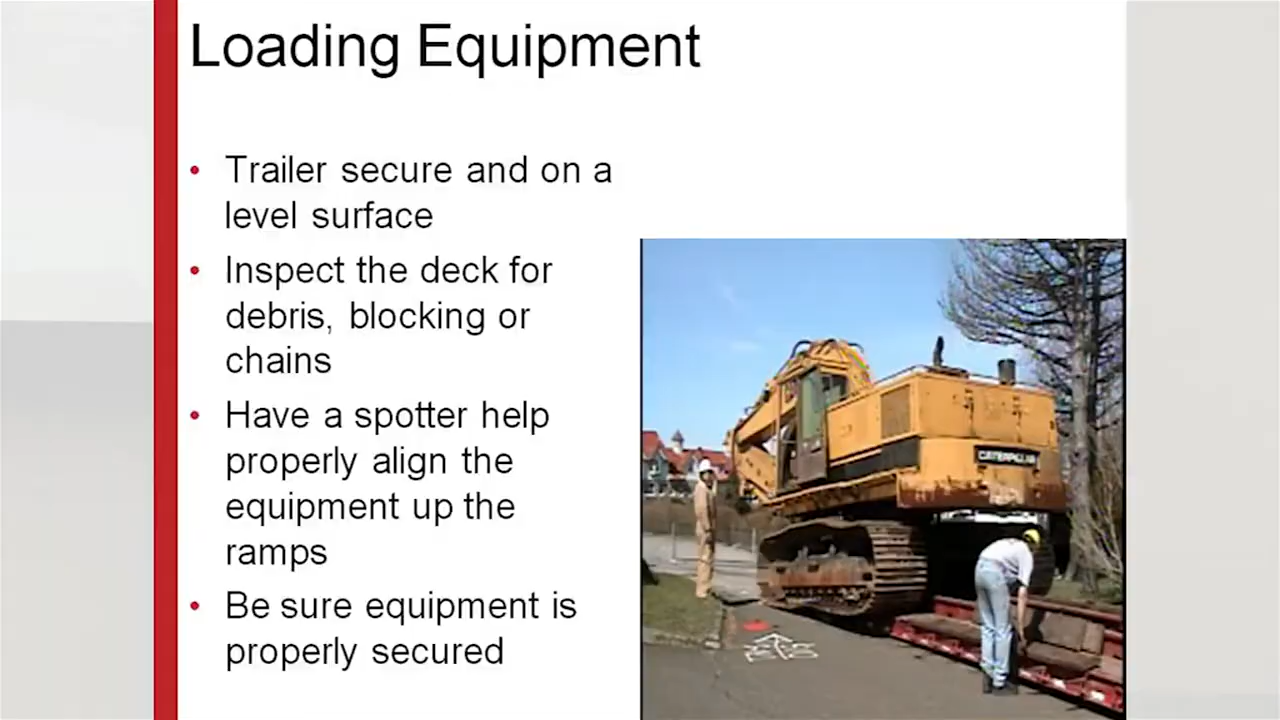 Loading Equipment
• Trailer secure and on a
level surface
• Inspect the deck for
debris, blocking or
chains
• Have a spotter help
properly align the
equipment up the
ramps
• Be sure equipment is
properly secured
CATERPILLAR